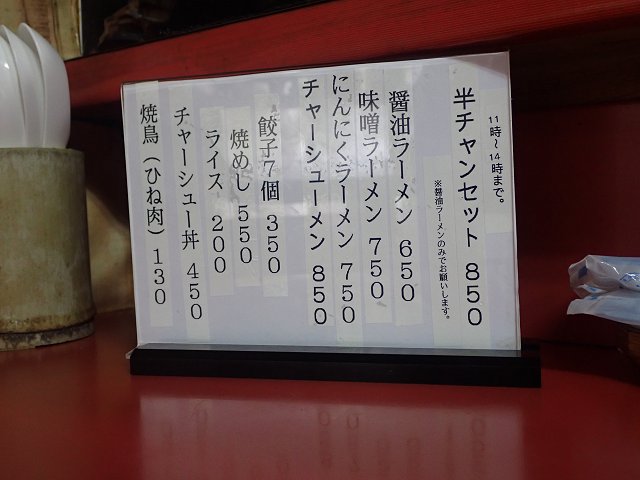 11時～14時まで。
半チャンセット 850
※醤油ラーメンのみでお願いします。
醤油ラーメン 650
味噌ラーメン 750
にんにくラーメン 750
チャーシューメン 850
餃子7個 350
焼めし 550
ライス 200
チャーシュー丼 450
焼鳥（ひね肉） 130